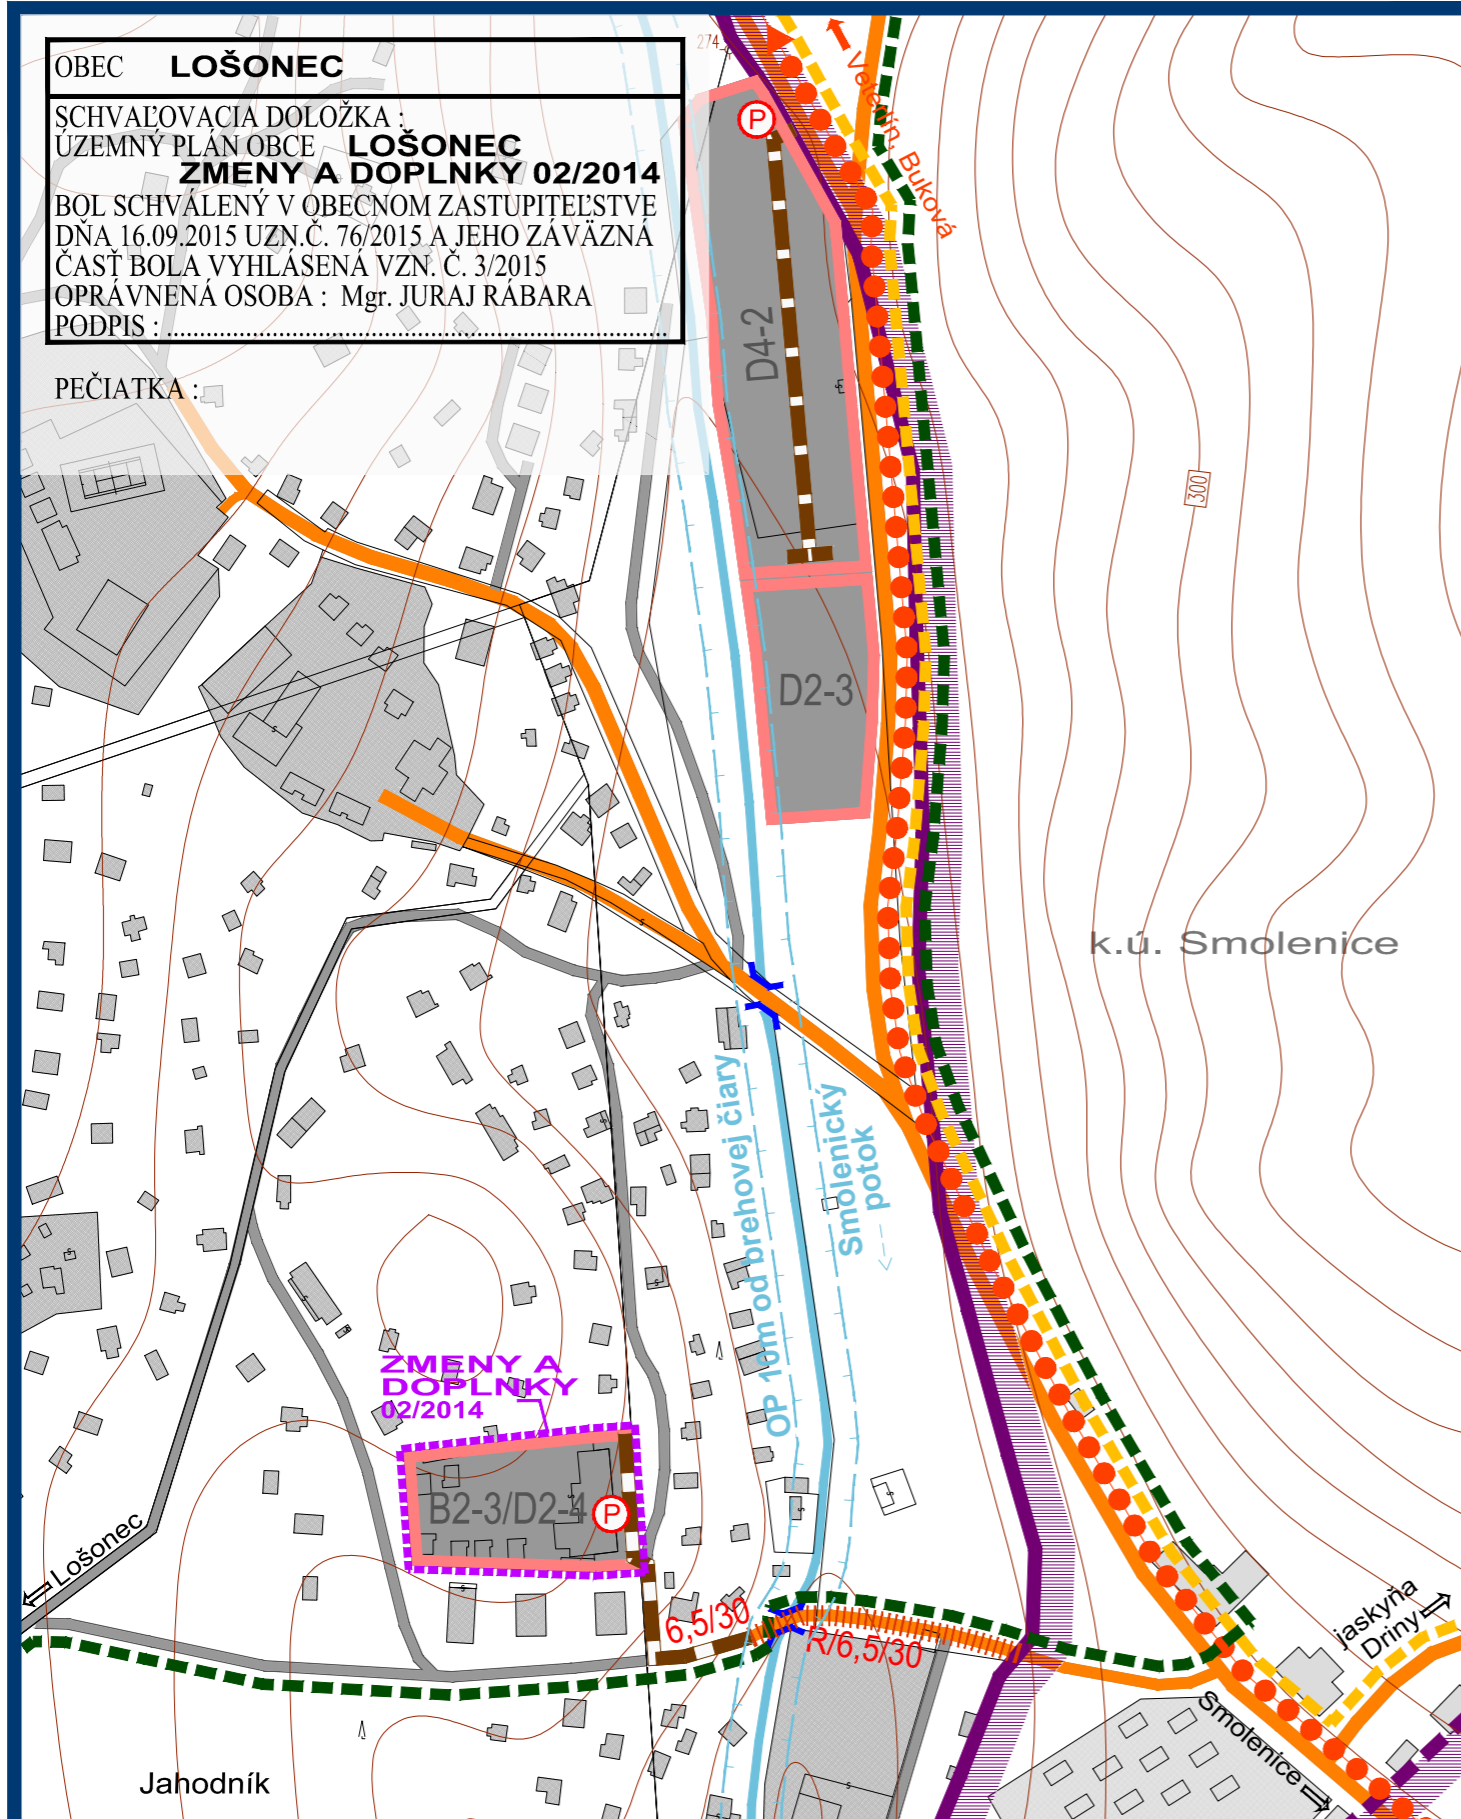 OBEC LOŠONEC
SCHVAĽOVACIA DOLOŽKA :
ÚZEMNÝ PLÁN OBCE LOŠONEC
ZMENY A DOPLNKY 02/2014
BOL SCHVÁLENÝ V OBECNOM ZASTUPITEĽSTVE
DŇA 16.09.2015 UZN.Č. 76/2015 A JEHO ZÁVÄZNÁ
ČASŤ BOLA VYHLÁSENÁ VZN. Č. 3/2015
OPRÁVNENÁ OSOBA : Mgr. JURAJ RÁBARA
PODPIS : ........................................................................
PEČIATKA :
274
Veterlín, Buková
P
D4-2
300
D2-3
k.ú. Smolenice
OP 10m od brehovej čiary
Smolenický
potok
ZMENY A
DOPLNKY
02/2014
B2-3/D2-4
P
Lošonec
6,5/30
R/6,5/30
jaskyňa
Driny
Smolenice
Jahodník